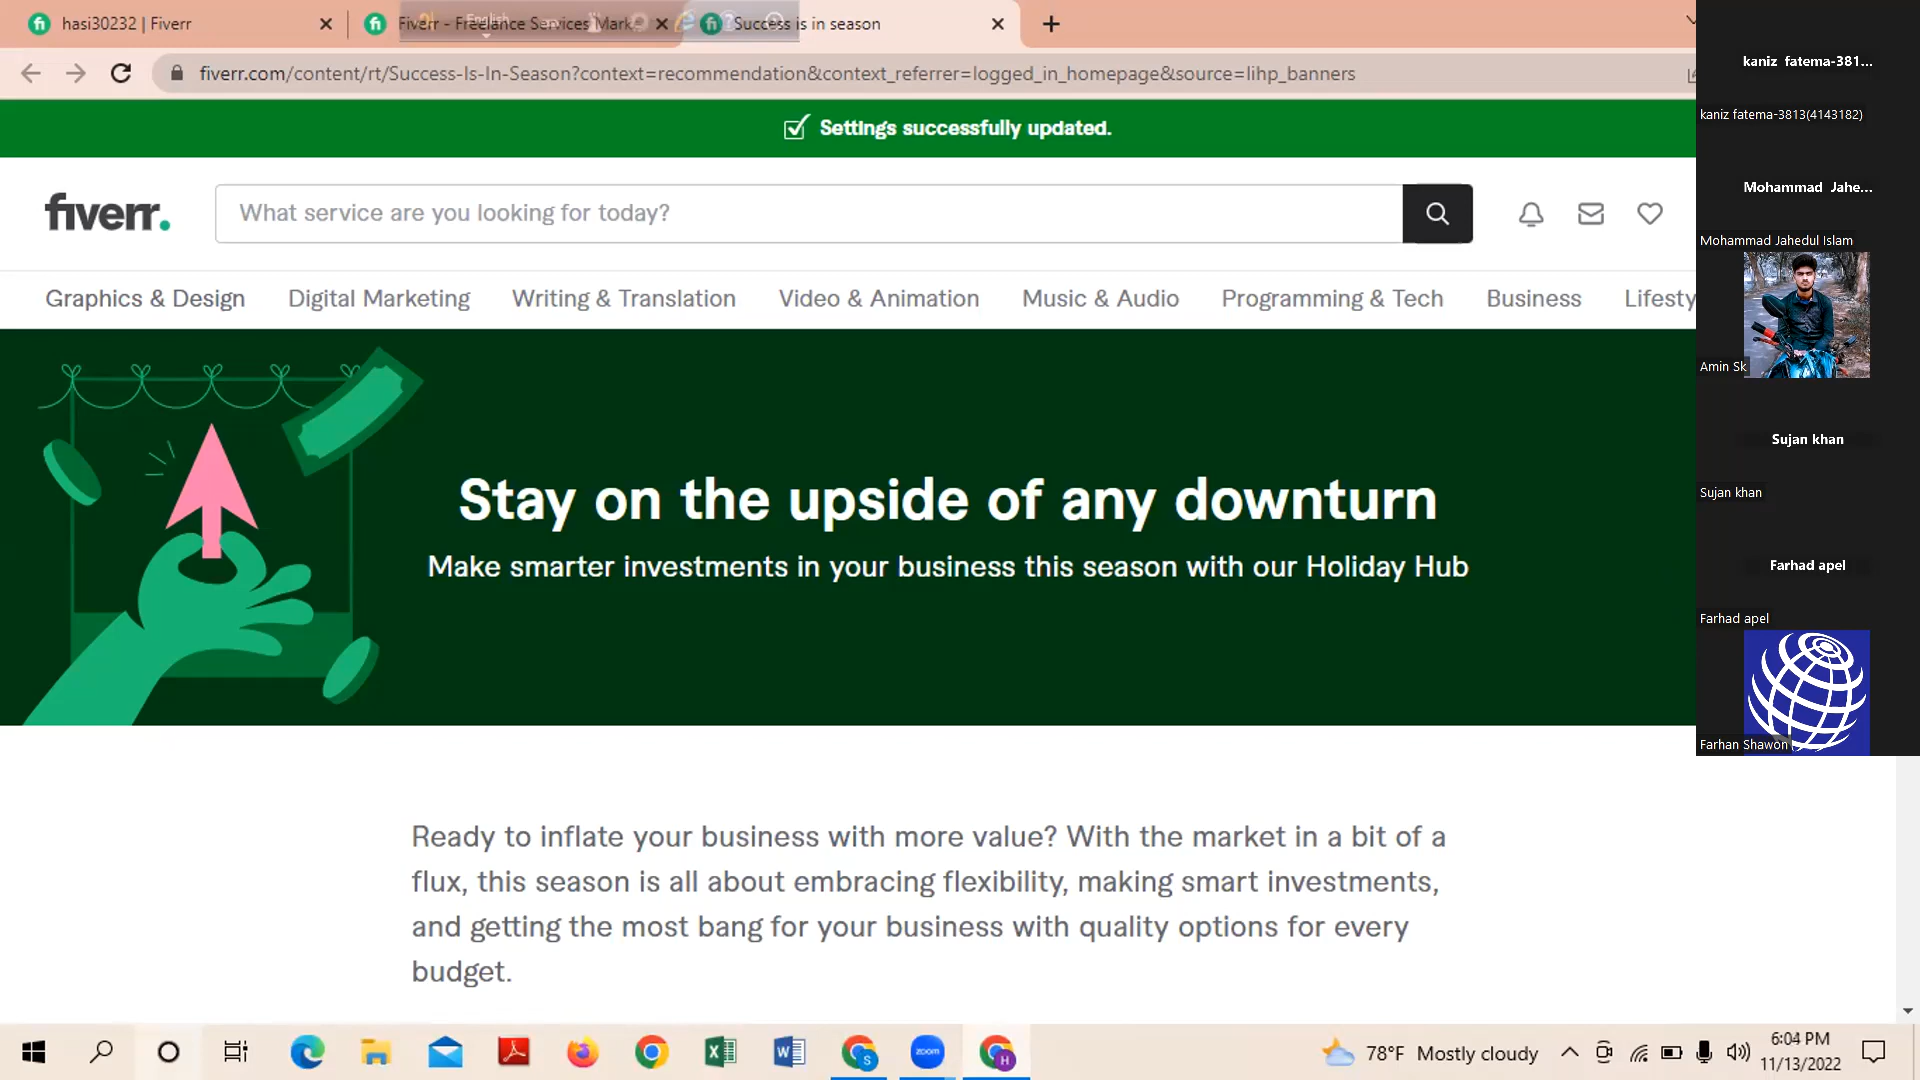 hasi30232 | Fiverr
Fiverr - Freelance Services Mark
Success is in season
English
fiverr.com/content/rt/Success-Is-In-Season?context=recommendation&context_referrer=logged_in_homepage&source=lihp_banners
Settings successfully updated.
fiverr.
What service are you looking for today?
Graphics & Design
Digital Marketing
Writing & Translation
Video & Animation
Music & Audio
Programming & Tech
Business
Lifesty
Stay on the upside of any downturn
Make smarter investments in your business this season with our Holiday Hub
Ready to inflate your business with more value? With the market in a bit of a
flux, this season is all about embracing flexibility, making smart investments,
and getting the most bang for your business with quality options for every
budget.
kaniz fatema-381...
kaniz fatema-3813(4143182)
Mohammad Jahe...
Mohammad Jahedul Islam
Amin Sk
Sujan khan
Sujan khan
Farhad apel
Farhad apel
Farhan Shawon
S
zoom
H
78°F Mostly cloudy
6:04 PM
11/13/2022